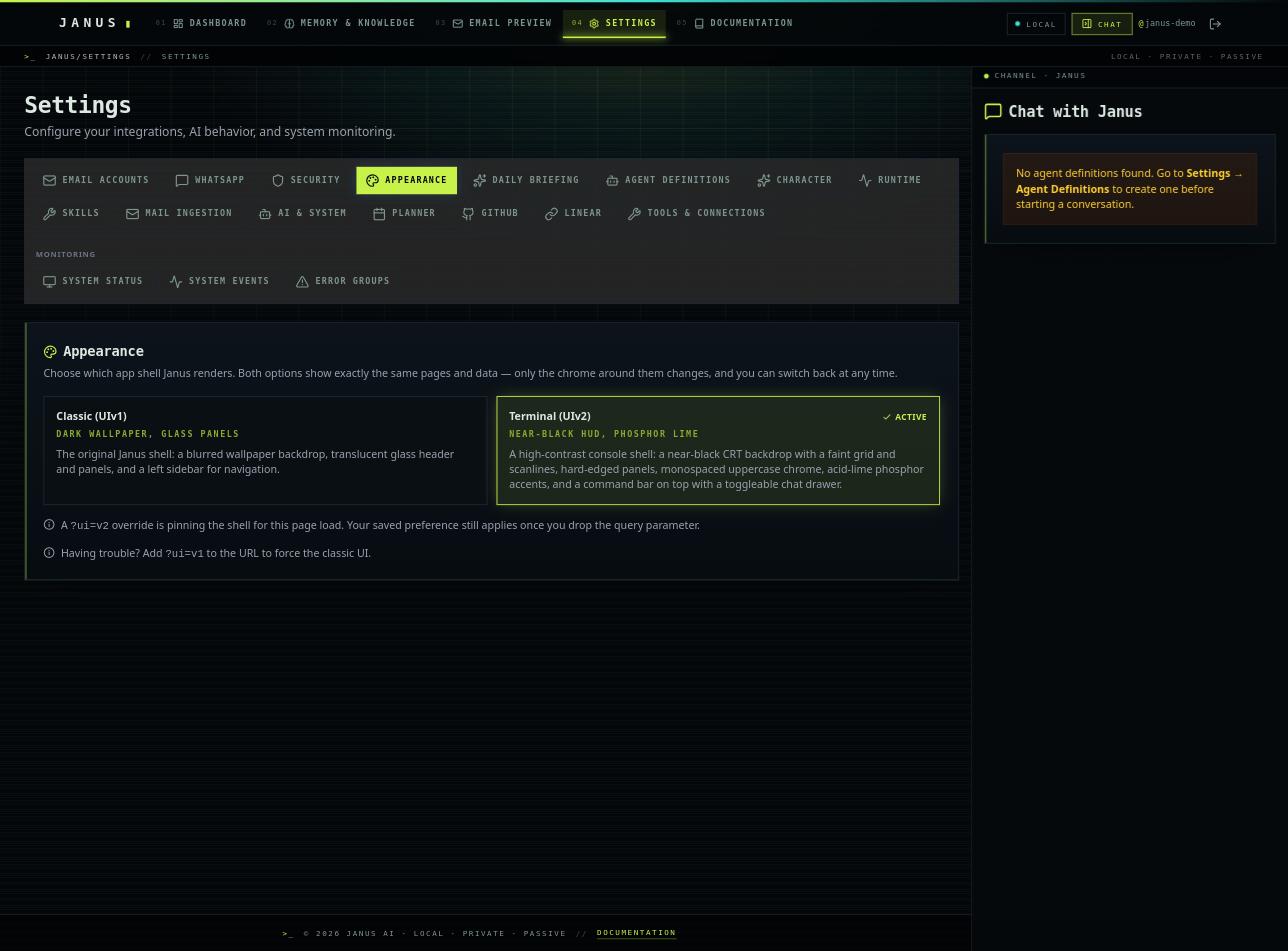 JANUS
01 DASHBOARD 02 MEMORY & KNOWLEDGE 03 EMAIL PREVIEW 04 SETTINGS 05 DOCUMENTATION
LOCAL CHAT @janus-demo
>_ JANUS/SETTINGS // SETTINGS
LOCAL · PRIVATE · PASSIVE
Settings
Configure your integrations, AI behavior, and system monitoring.
EMAIL ACCOUNTS WHATSAPP SECURITY APPEARANCE DAILY BRIEFING AGENT DEFINITIONS CHARACTER RUNTIME
SKILLS MAIL INGESTION AI & SYSTEM PLANNER GITHUB LINEAR TOOLS & CONNECTIONS
MONITORING
SYSTEM STATUS SYSTEM EVENTS ERROR GROUPS
Appearance
Choose which app shell Janus renders. Both options show exactly the same pages and data — only the chrome around them changes, and you can switch back at any time.
Classic (UIv1)
DARK WALLPAPER, GLASS PANELS
The original Janus shell: a blurred wallpaper backdrop, translucent glass header
and panels, and a left sidebar for navigation.
Terminal (UIv2)
ACTIVE
NEAR-BLACK HUD, PHOSPHOR LIME
A high-contrast console shell: a near-black CRT backdrop with a faint grid and
scanlines, hard-edged panels, monospaced uppercase chrome, acid-lime phosphor
accents, and a command bar on top with a toggleable chat drawer.
A ?ui=v2 override is pinning the shell for this page load. Your saved preference still applies once you drop the query parameter.
Having trouble? Add ?ui=v1 to the URL to force the classic UI.
CHANNEL · JANUS
Chat with Janus
No agent definitions found. Go to Settings →
Agent Definitions to create one before
starting a conversation.
>_ © 2026 JANUS AI · LOCAL · PRIVATE · PASSIVE // DOCUMENTATION